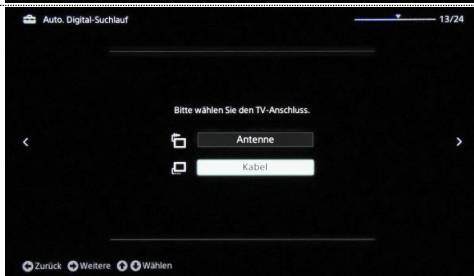 Auto. Digital-Suchlauf
13/24
Bitte wählen Sie den TV-Anschluss.
Antenne
Kabel
Zurück Weitere Wählen